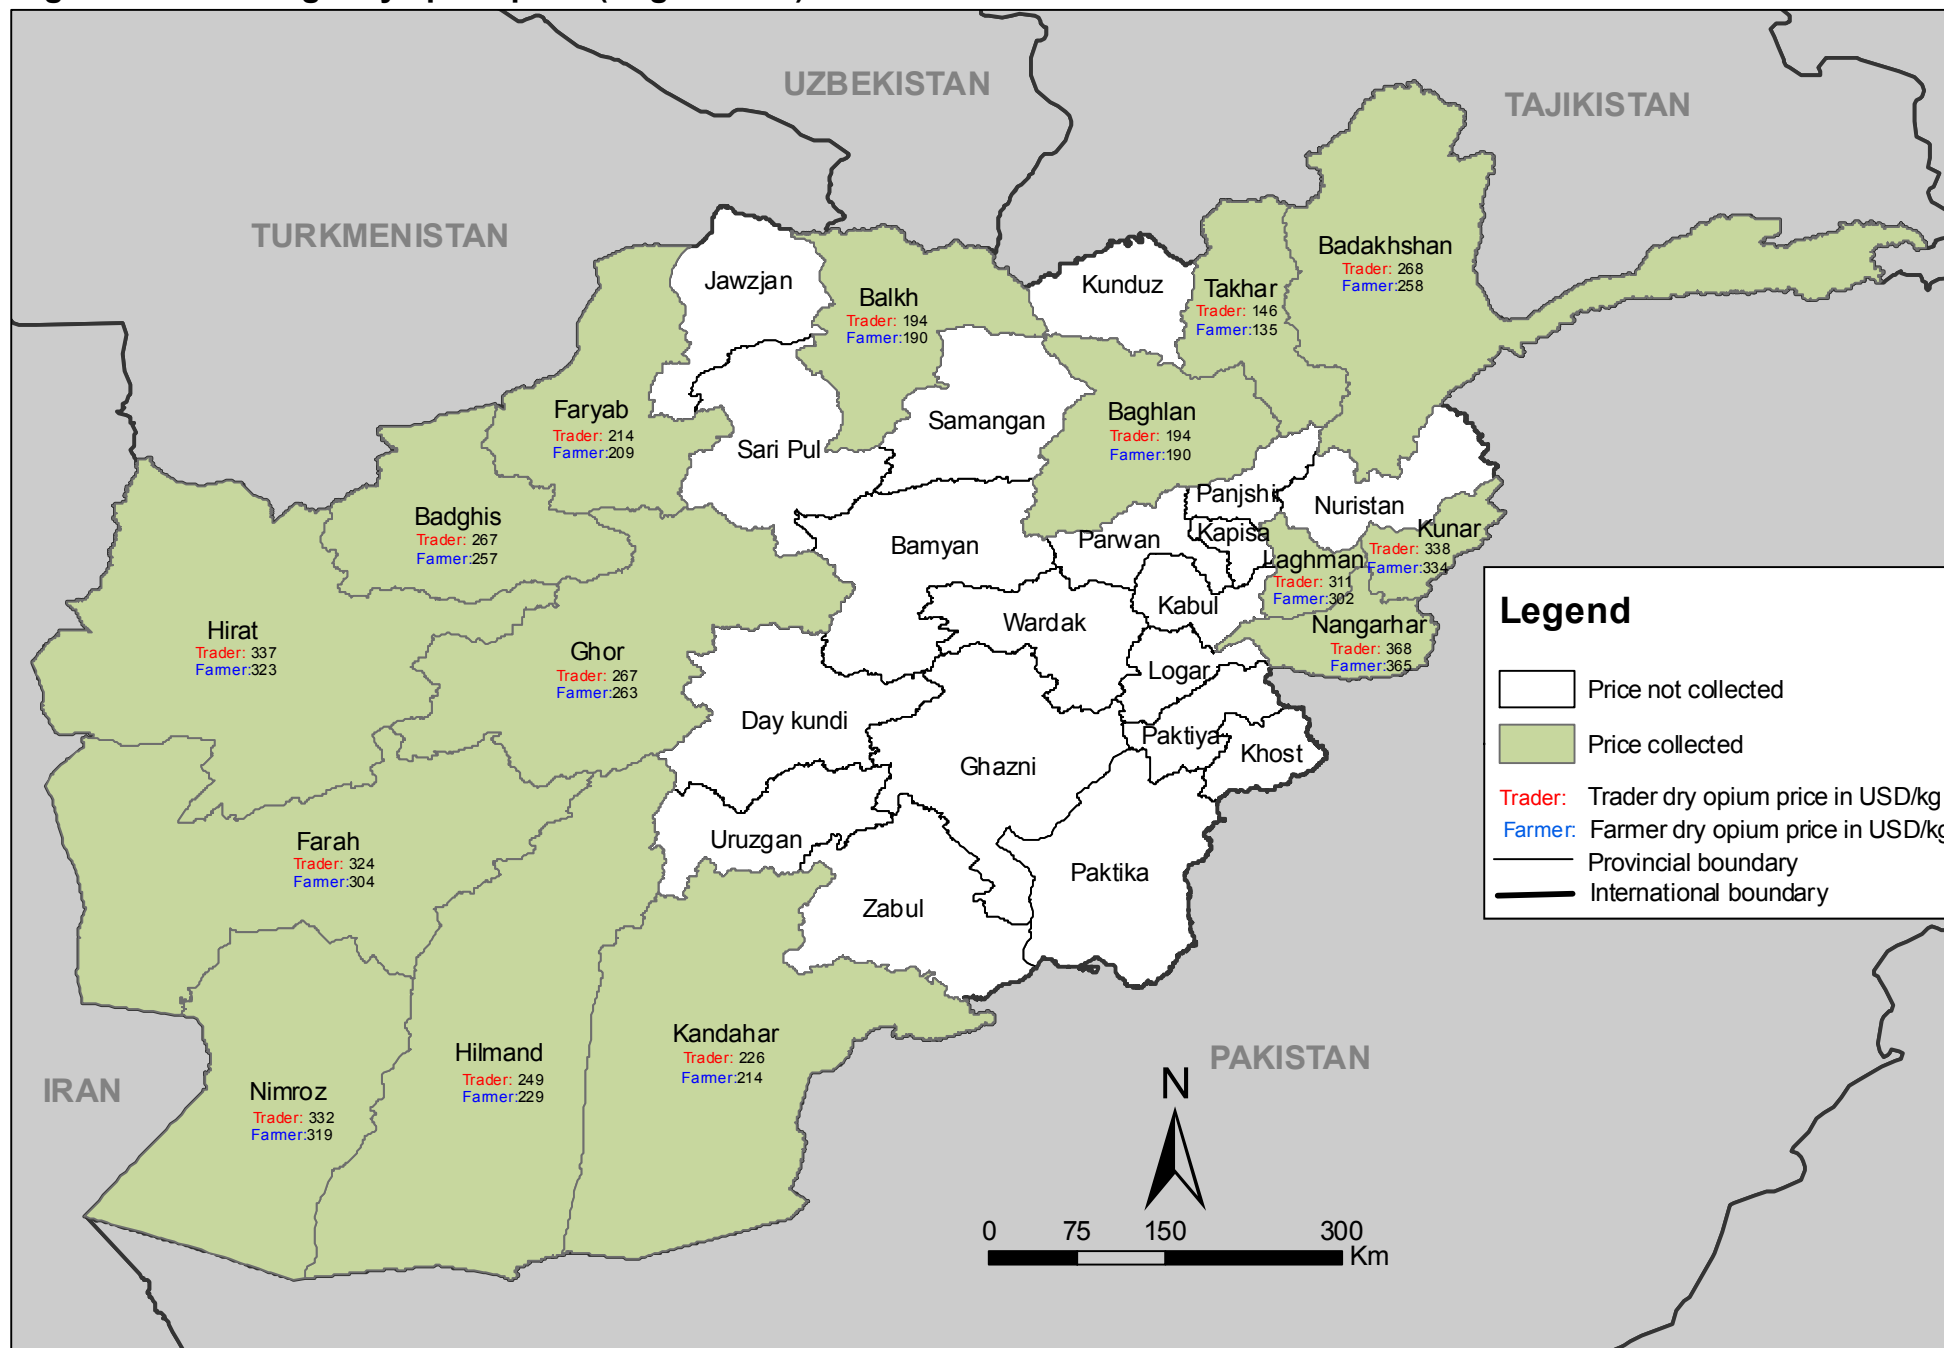 UZBEKISTAN
TAJIKISTAN
TURKMENISTAN
Jawzjan
Balkh
Trader: 194
Farmer:190
Kunduz
Takhar
Trader: 146
Farmer:135
Badakhshan
Trader: 268
Farmer:258
Faryab
Trader: 214
Farmer:209
Sari Pul
Samangan
Baghlan
Trader: 194
Farmer:190
Badghis
Trader: 267
Farmer:257
Bamyan
Parwan
Panjshir
Kapisa
Nuristan
Kunar
Trader: 338
Farmer:334
Laghman
Trader: 311
Farmer:302
Hirat
Trader: 337
Farmer:323
Ghor
Trader: 267
Farmer:263
Wardak
Kabul
Nangarhar
Trader: 368
Farmer:365
Logar
Day kundi
Paktiya
Khost
Ghazni
Uruzgan
Farah
Trader: 324
Farmer:304
Zabul
Paktika
Kandahar
Trader: 226
Farmer:214
Hilmand
Trader: 249
Farmer:229
Nimroz
Trader: 332
Farmer:319
IRAN
PAKISTAN
N
0 75 150 300
Km
Legend
Price not collected
Price collected
Trader: Trader dry opium price in USD/kg
Farmer: Farmer dry opium price in USD/kg
Provincial boundary
International boundary